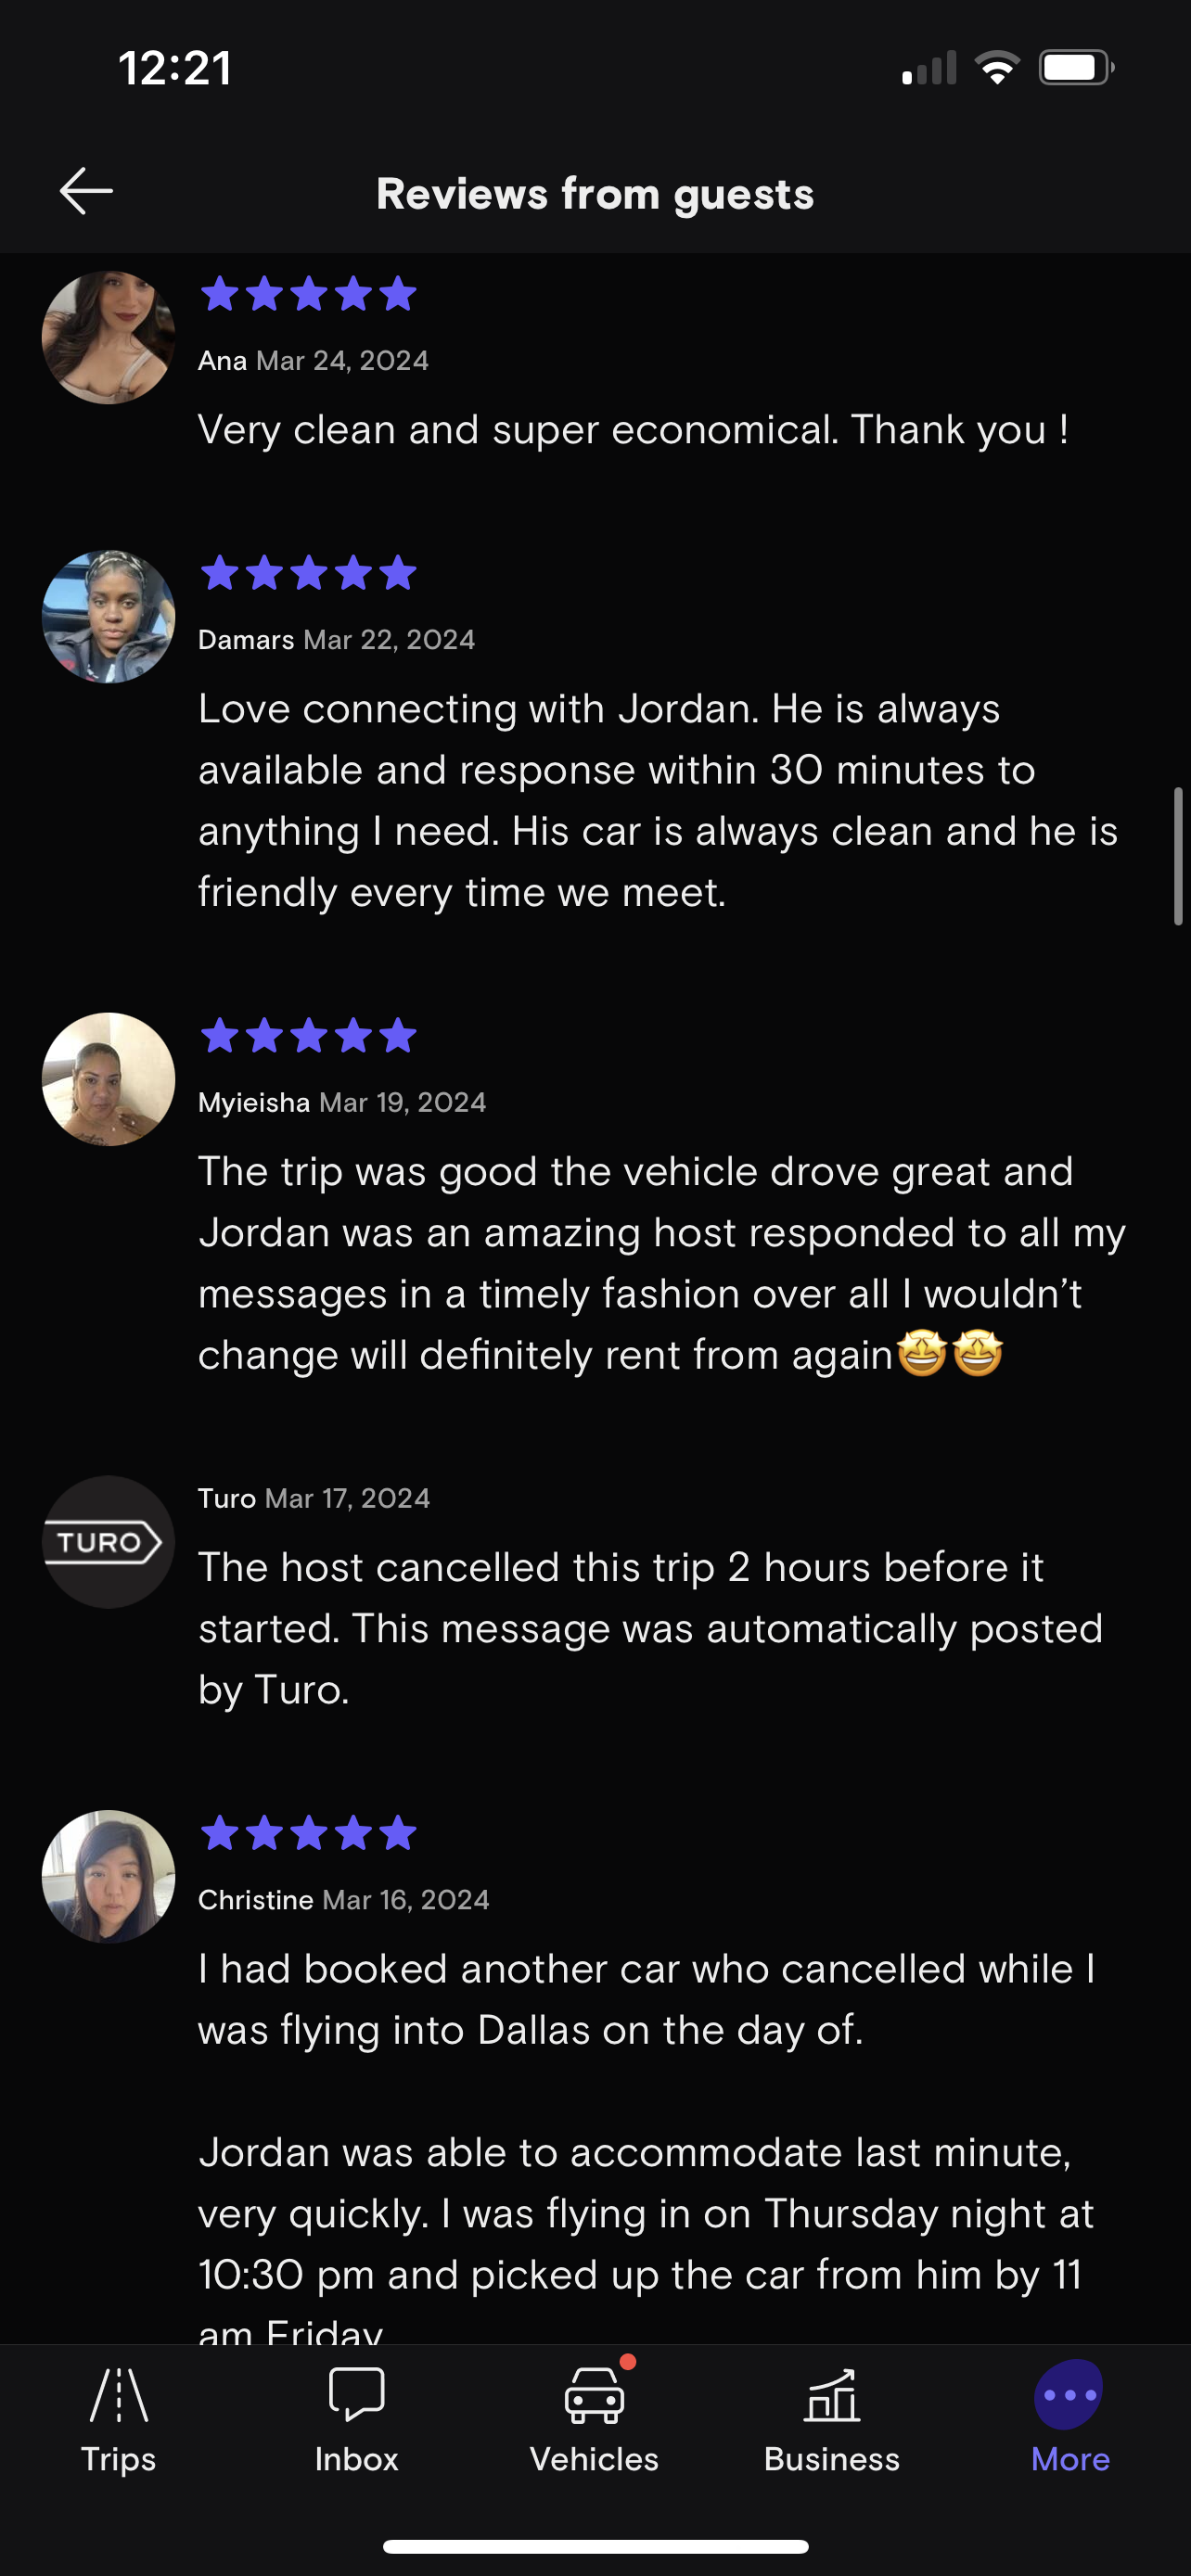 12:21
Reviews from guests
Ana Mar 24, 2024
Very clean and super economical. Thank you !
Damars Mar 22, 2024
Love connecting with Jordan. He is always
available and response within 30 minutes to
anything I need. His car is always clean and he is
friendly every time we meet.
Myieisha Mar 19, 2024
The trip was good the vehicle drove great and
Jordan was an amazing host responded to all my
messages in a timely fashion over all I wouldn’t
change will definitely rent from again🤩🤩
TURO
Turo Mar 17, 2024
The host cancelled this trip 2 hours before it
started. This message was automatically posted
by Turo.
Christine Mar 16, 2024
I had booked another car who cancelled while I
was flying into Dallas on the day of.
Jordan was able to accommodate last minute,
very quickly. I was flying in on Thursday night at
10:30 pm and picked up the car from him by 11
am Friday
Trips
Inbox
Vehicles
Business
More